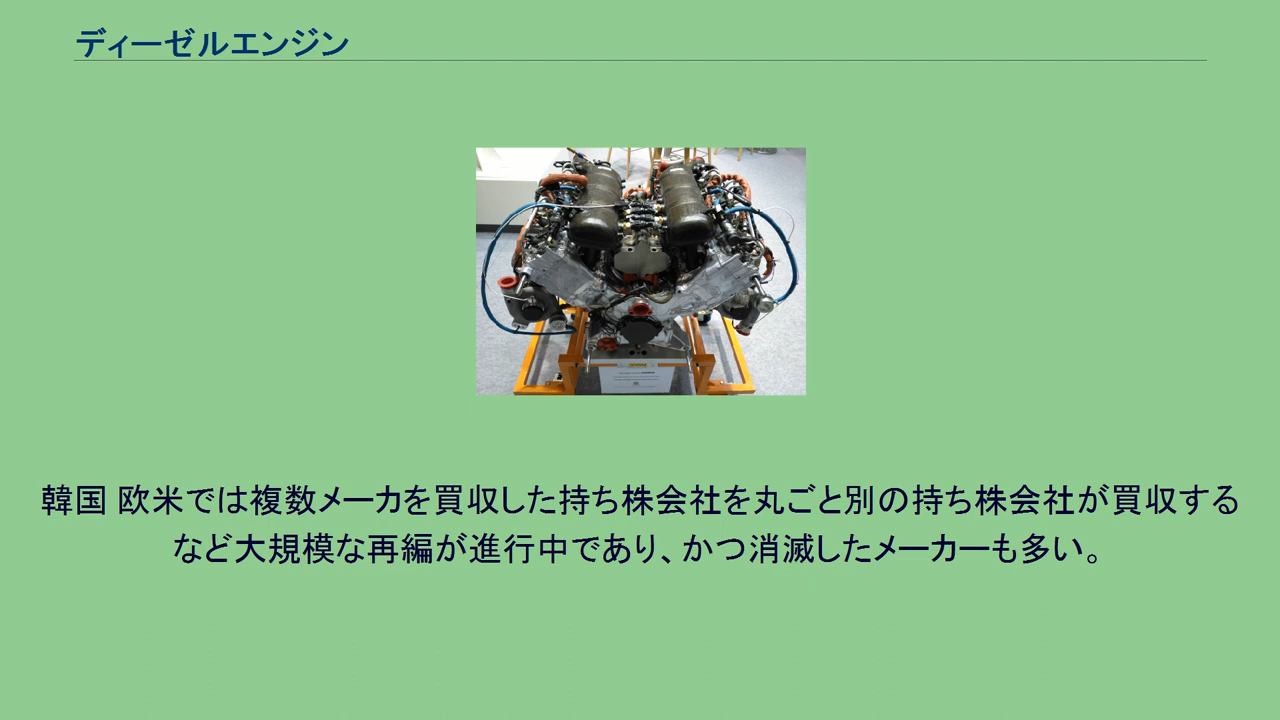 ディーゼルエンジン
韓国 欧米では複数メーカを買収した持ち株会社を丸ごと別の持ち株会社が買収する
など大規模な再編が進行中であり、かつ消滅したメーカーも多い。